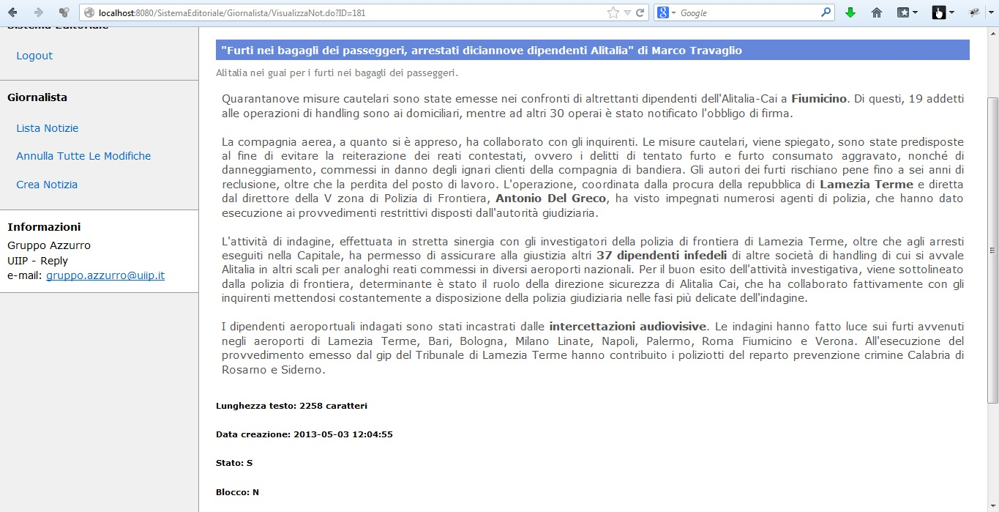 localhost:8080/SistemaEditoriale/Giornalista/VisualizzaNot.do?ID=181
Google
Sistema Editoriale
Logout
Giornalista
Lista Notizie
Annulla Tutte Le Modifiche
Crea Notizia
Informazioni
Gruppo Azzurro
UIIP - Reply
e-mail: gruppo.azzurro@uiip.it
"Furti nei bagagli dei passeggeri, arrestati diciannove dipendenti Alitalia" di Marco Travaglio
Alitalia nei guai per i furti nei bagagli dei passeggeri.
Quarantanove misure cautelari sono state emesse nei confronti di altrettanti dipendenti dell'Alitalia-Cai a Fiumicino. Di questi, 19 addetti
alle operazioni di handling sono ai domiciliari, mentre ad altri 30 operai è stato notificato l'obbligo di firma.
La compagnia aerea, a quanto si è appreso, ha collaborato con gli inquirenti. Le misure cautelari, viene spiegato, sono state predisposte
al fine di evitare la reiterazione dei reati contestati, ovvero i delitti di tentato furto e furto consumato aggravato, nonché di
danneggiamento, commessi in danno degli ignari clienti della compagnia di bandiera. Gli autori dei furti rischiano pene fino a sei anni di
reclusione, oltre che la perdita del posto di lavoro. L'operazione, coordinata dalla procura della repubblica di Lamezia Terme e diretta
dal direttore della V zona di Polizia di Frontiera, Antonio Del Greco, ha visto impegnati numerosi agenti di polizia, che hanno dato
esecuzione ai provvedimenti restrittivi disposti dall'autorità giudiziaria.
L'attività di indagine, effettuata in stretta sinergia con gli investigatori della polizia di frontiera di Lamezia Terme, oltre che agli arresti
eseguiti nella Capitale, ha permesso di assicurare alla giustizia altri 37 dipendenti infedeli di altre società di handling di cui si avvale
Alitalia in altri scali per analoghi reati commessi in diversi aeroporti nazionali. Per il buon esito dell'attività investigativa, viene sottolineato
dalla polizia di frontiera, determinante è stato il ruolo della direzione sicurezza di Alitalia Cai, che ha collaborato fattivamente con gli
inquirenti mettendosi costantemente a disposizione della polizia giudiziaria nelle fasi più delicate dell'indagine.
I dipendenti aeroportuali indagati sono stati incastrati dalle intercettazioni audiovisive. Le indagini hanno fatto luce sui furti avvenuti
negli aeroporti di Lamezia Terme, Bari, Bologna, Milano Linate, Napoli, Palermo, Roma Fiumicino e Verona. All'esecuzione del
provvedimento emesso dal gip del Tribunale di Lamezia Terme hanno contribuito i poliziotti del reparto prevenzione crimine Calabria di
Rosarno e Siderno.
Lunghezza testo: 2258 caratteri
Data creazione: 2013-05-03 12:04:55
Stato: S
Blocco: N